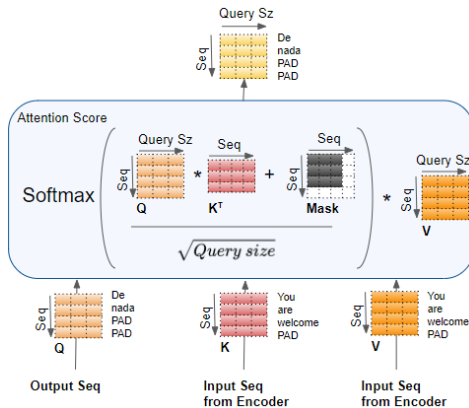 Query Sz
Seq
De
nada
PAD
PAD
Attention Score
Softmax
Query Sz
Seq
Q
*
Seq
K^T
+
Seq
Mask
√Query size
*
Query Sz
Seq
V
Seq
Q
De
nada
PAD
PAD
Seq
K
You
are
welcome
PAD
Seq
V
You
are
welcome
PAD
Output Seq
Input Seq
from Encoder
Input Seq
from Encoder